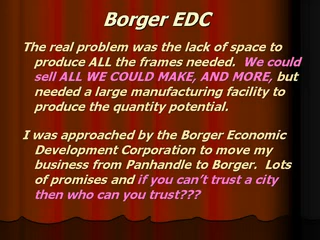 Borger EDC
The real problem was the lack of space to
produce ALL the frames needed. We could
sell ALL WE COULD MAKE, AND MORE, but
needed a large manufacturing facility to
produce the quantity potential.
I was approached by the Borger Economic
Development Corporation to move my
business from Panhandle to Borger. Lots
of promises and if you can't trust a city
then who can you trust???